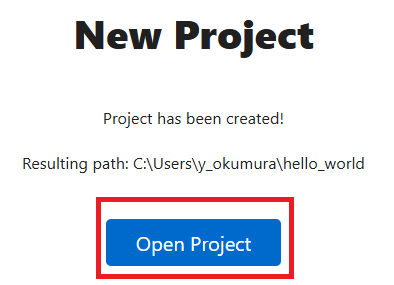 New Project
Project has been created!
Resulting path: C:\Users\y_okumura\hello_world
Open Project